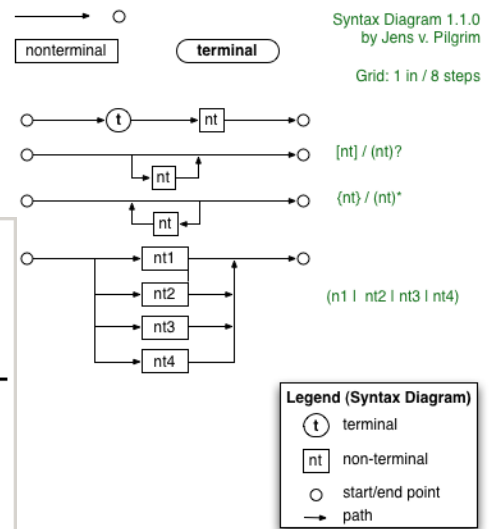 Syntax Diagram 1.1.0
by Jens v. Pilgrim
nonterminal
terminal
Grid: 1 in / 8 steps
t
nt
nt
[nt] / (nt)?
nt
{nt} / (nt)*
nt1
nt2
nt3
nt4
(n1 | nt2 | nt3 | nt4)
Legend (Syntax Diagram)
t terminal
nt non-terminal
start/end point
path